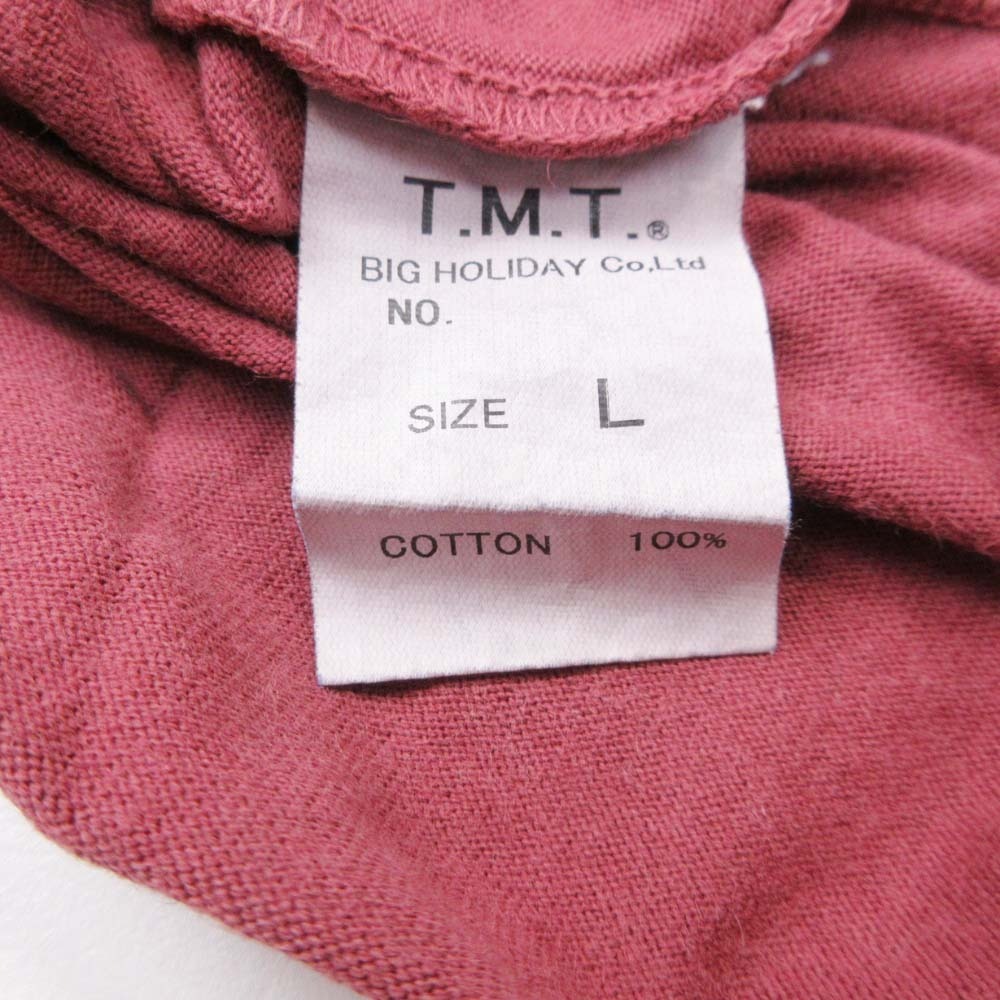 T.M.T.®
BIG HOLIDAY Co,Ltd
NO.
SIZE L
COTTON 100%